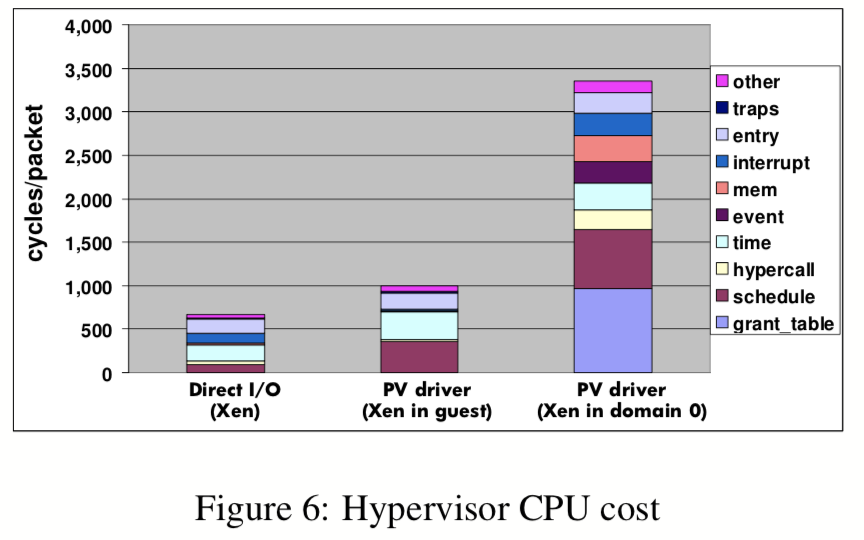 4,000
3,500
3,000
2,500
2,000
1,500
1,000
500
0
cycles/packet
Direct I/O
(Xen)
PV driver
(Xen in guest)
PV driver
(Xen in domain 0)
other
traps
entry
interrupt
mem
event
time
hypercall
schedule
grant_table
Figure 6: Hypervisor CPU cost